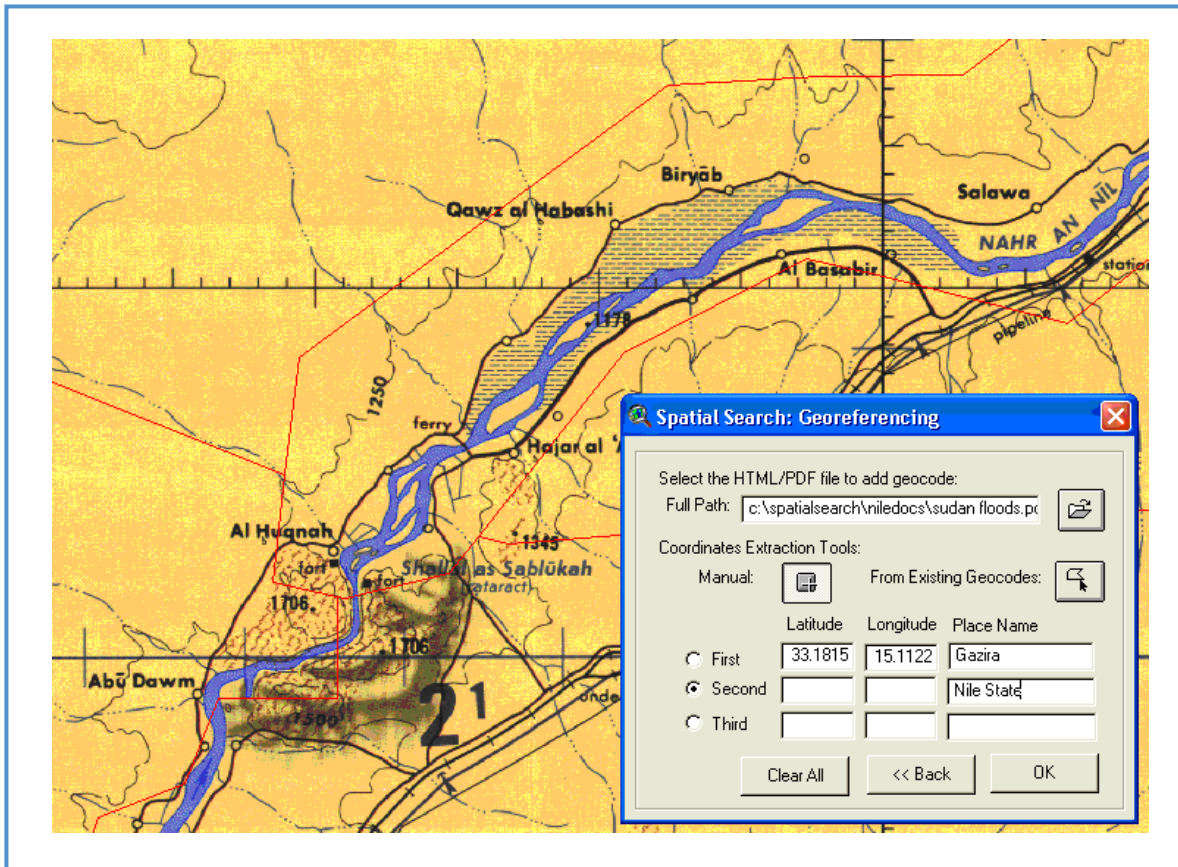 Biryāb
Salawa
Qawz al Habashi
NAHR AN NĪL
station
Al Basabir
1178
pipeline
1250
ferry
Hajar al 'A
Al Huqnah
fort
1345
Shallāl as Sablūkah
fort
(cataract)
1706
1706
Abū Dawm
1500
2¹
Spatial Search: Georeferencing
Select the HTML/PDF file to add geocode:
Full Path: c:\spatialsearch\niledocs\sudan floods.pd
Coordinates Extraction Tools:
Manual: From Existing Geocodes:
Latitude Longitude Place Name
First 33.1815 15.1122 Gazira
Second Nile State
Third
Clear All << Back OK